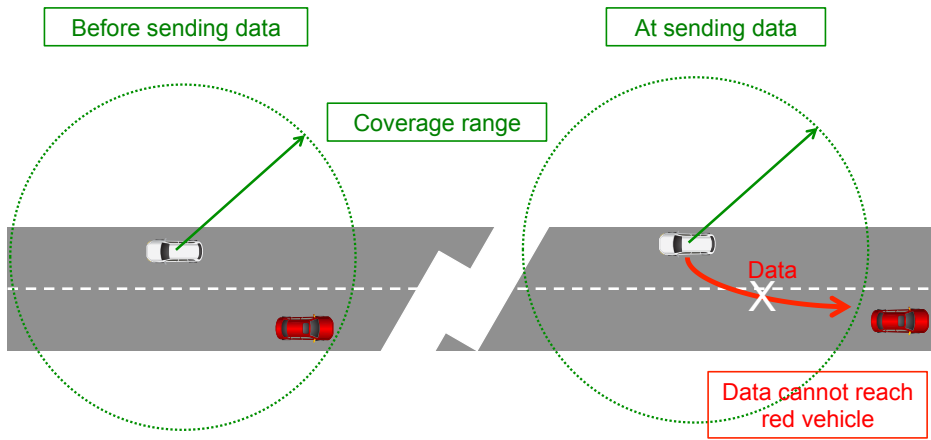 Before sending data
At sending data
Coverage range
Data
X
Data cannot reach
red vehicle